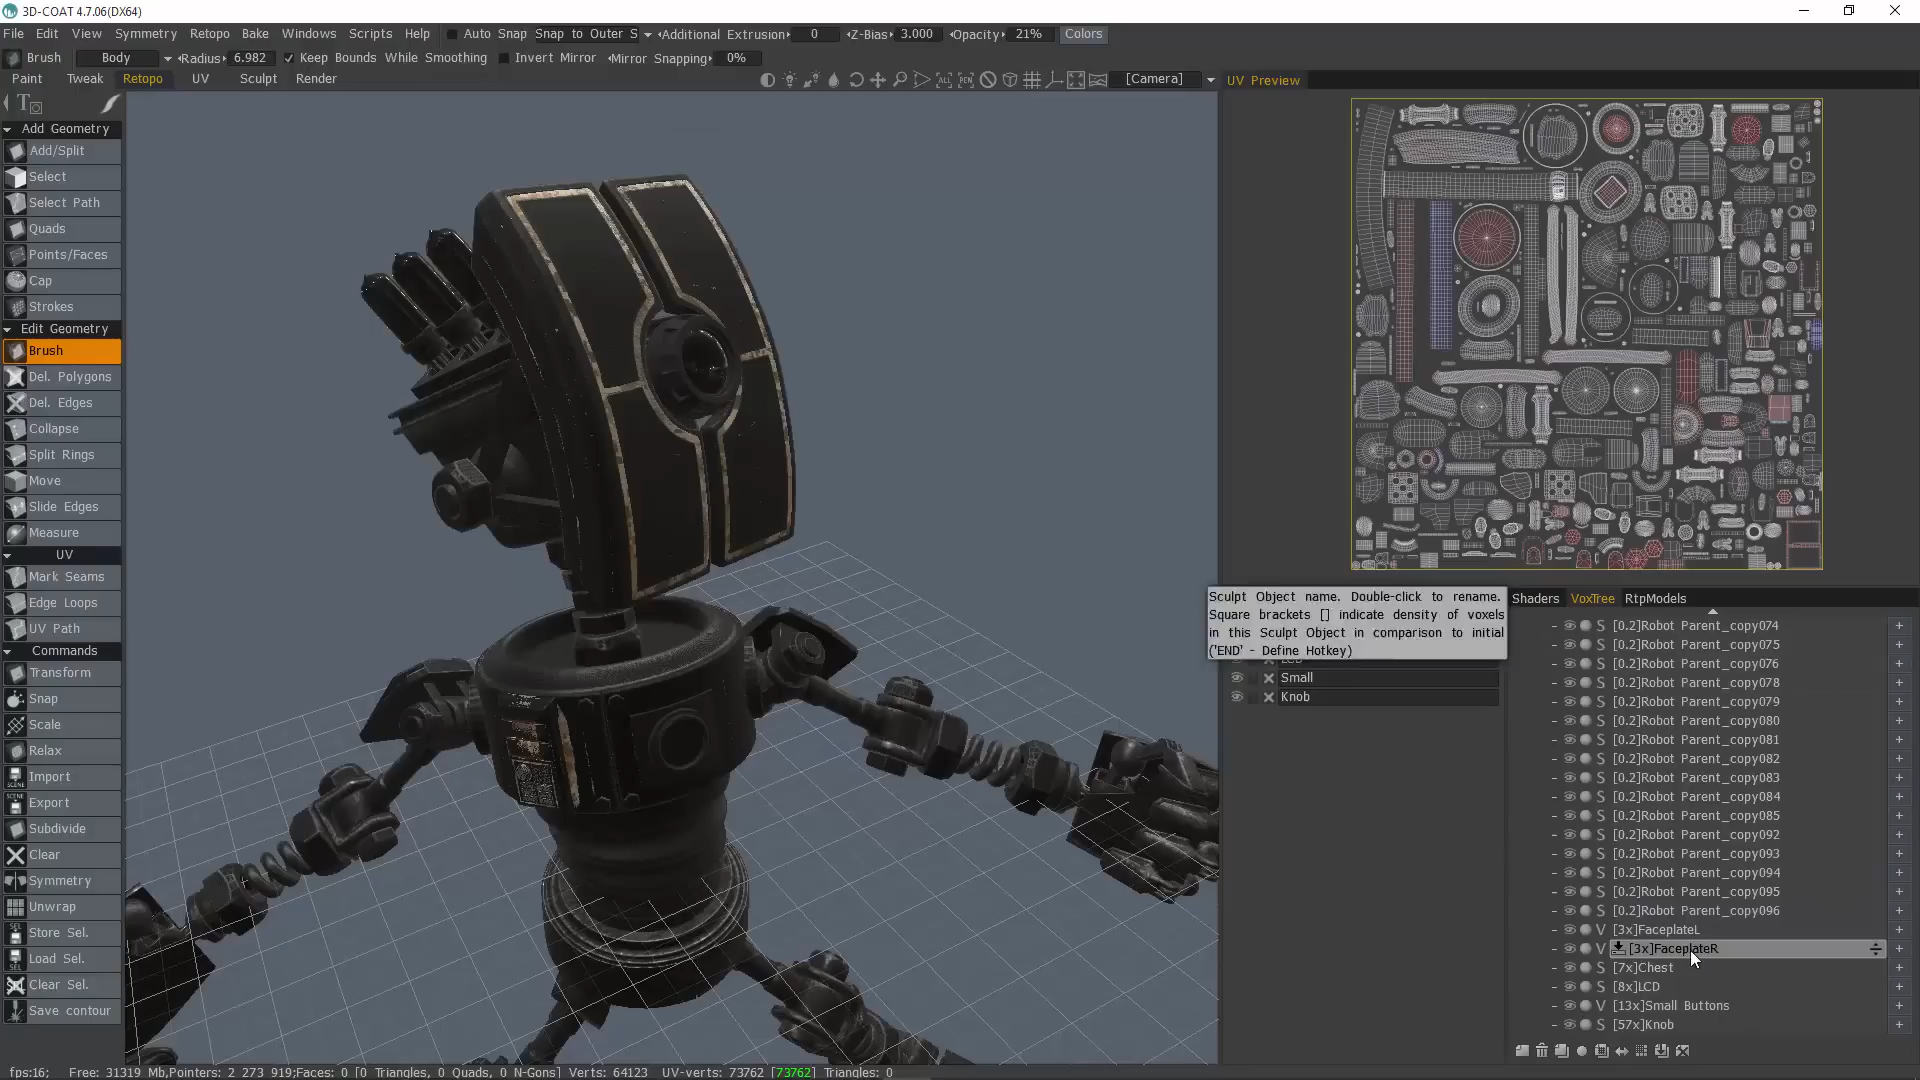 3D-COAT 4.7.06(DX64)
File Edit View Symmetry Retopo Bake Windows Scripts Help Auto Snap Snap to Outer S Additional Extrusion 0 Z-Bias 3.000 Opacity 21% Colors
Brush Body Radius 6.982 Keep Bounds While Smoothing Invert Mirror Mirror Snapping 0%
Paint Tweak Retopo UV Sculpt Render
[Camera]
UV Preview
Add Geometry
Add/Split
Select
Select Path
Quads
Points/Faces
Cap
Strokes
Edit Geometry
Brush
Del. Polygons
Del. Edges
Collapse
Split Rings
Move
Slide Edges
Measure
UV
Mark Seams
Edge Loops
UV Path
Commands
Transform
Snap
Scale
Relax
Import
Export
Subdivide
Clear
Symmetry
Unwrap
Store Sel.
Load Sel.
Clear Sel.
Save contour
Sculpt Object name. Double-click to rename.
Square brackets [] indicate density of voxels
in this Sculpt Object in comparison to initial
('END' - Define Hotkey)
Small
Knob
Shaders VoxTree RtpModels
[0.2]Robot Parent_copy074
[0.2]Robot Parent_copy075
[0.2]Robot Parent_copy076
[0.2]Robot Parent_copy078
[0.2]Robot Parent_copy079
[0.2]Robot Parent_copy080
[0.2]Robot Parent_copy081
[0.2]Robot Parent_copy082
[0.2]Robot Parent_copy083
[0.2]Robot Parent_copy084
[0.2]Robot Parent_copy085
[0.2]Robot Parent_copy092
[0.2]Robot Parent_copy093
[0.2]Robot Parent_copy094
[0.2]Robot Parent_copy095
[0.2]Robot Parent_copy096
[3x]FaceplateL
[3x]FaceplateR
[7x]Chest
[8x]LCD
[13x]Small Buttons
[57x]Knob
fps:16; Free: 31319 Mb,Pointers: 2 273 919;Faces: 0 [0 Triangles, 0 Quads, 0 N-Gons] Verts: 64123 UV-verts: 73762 [73762] Triangles: 0